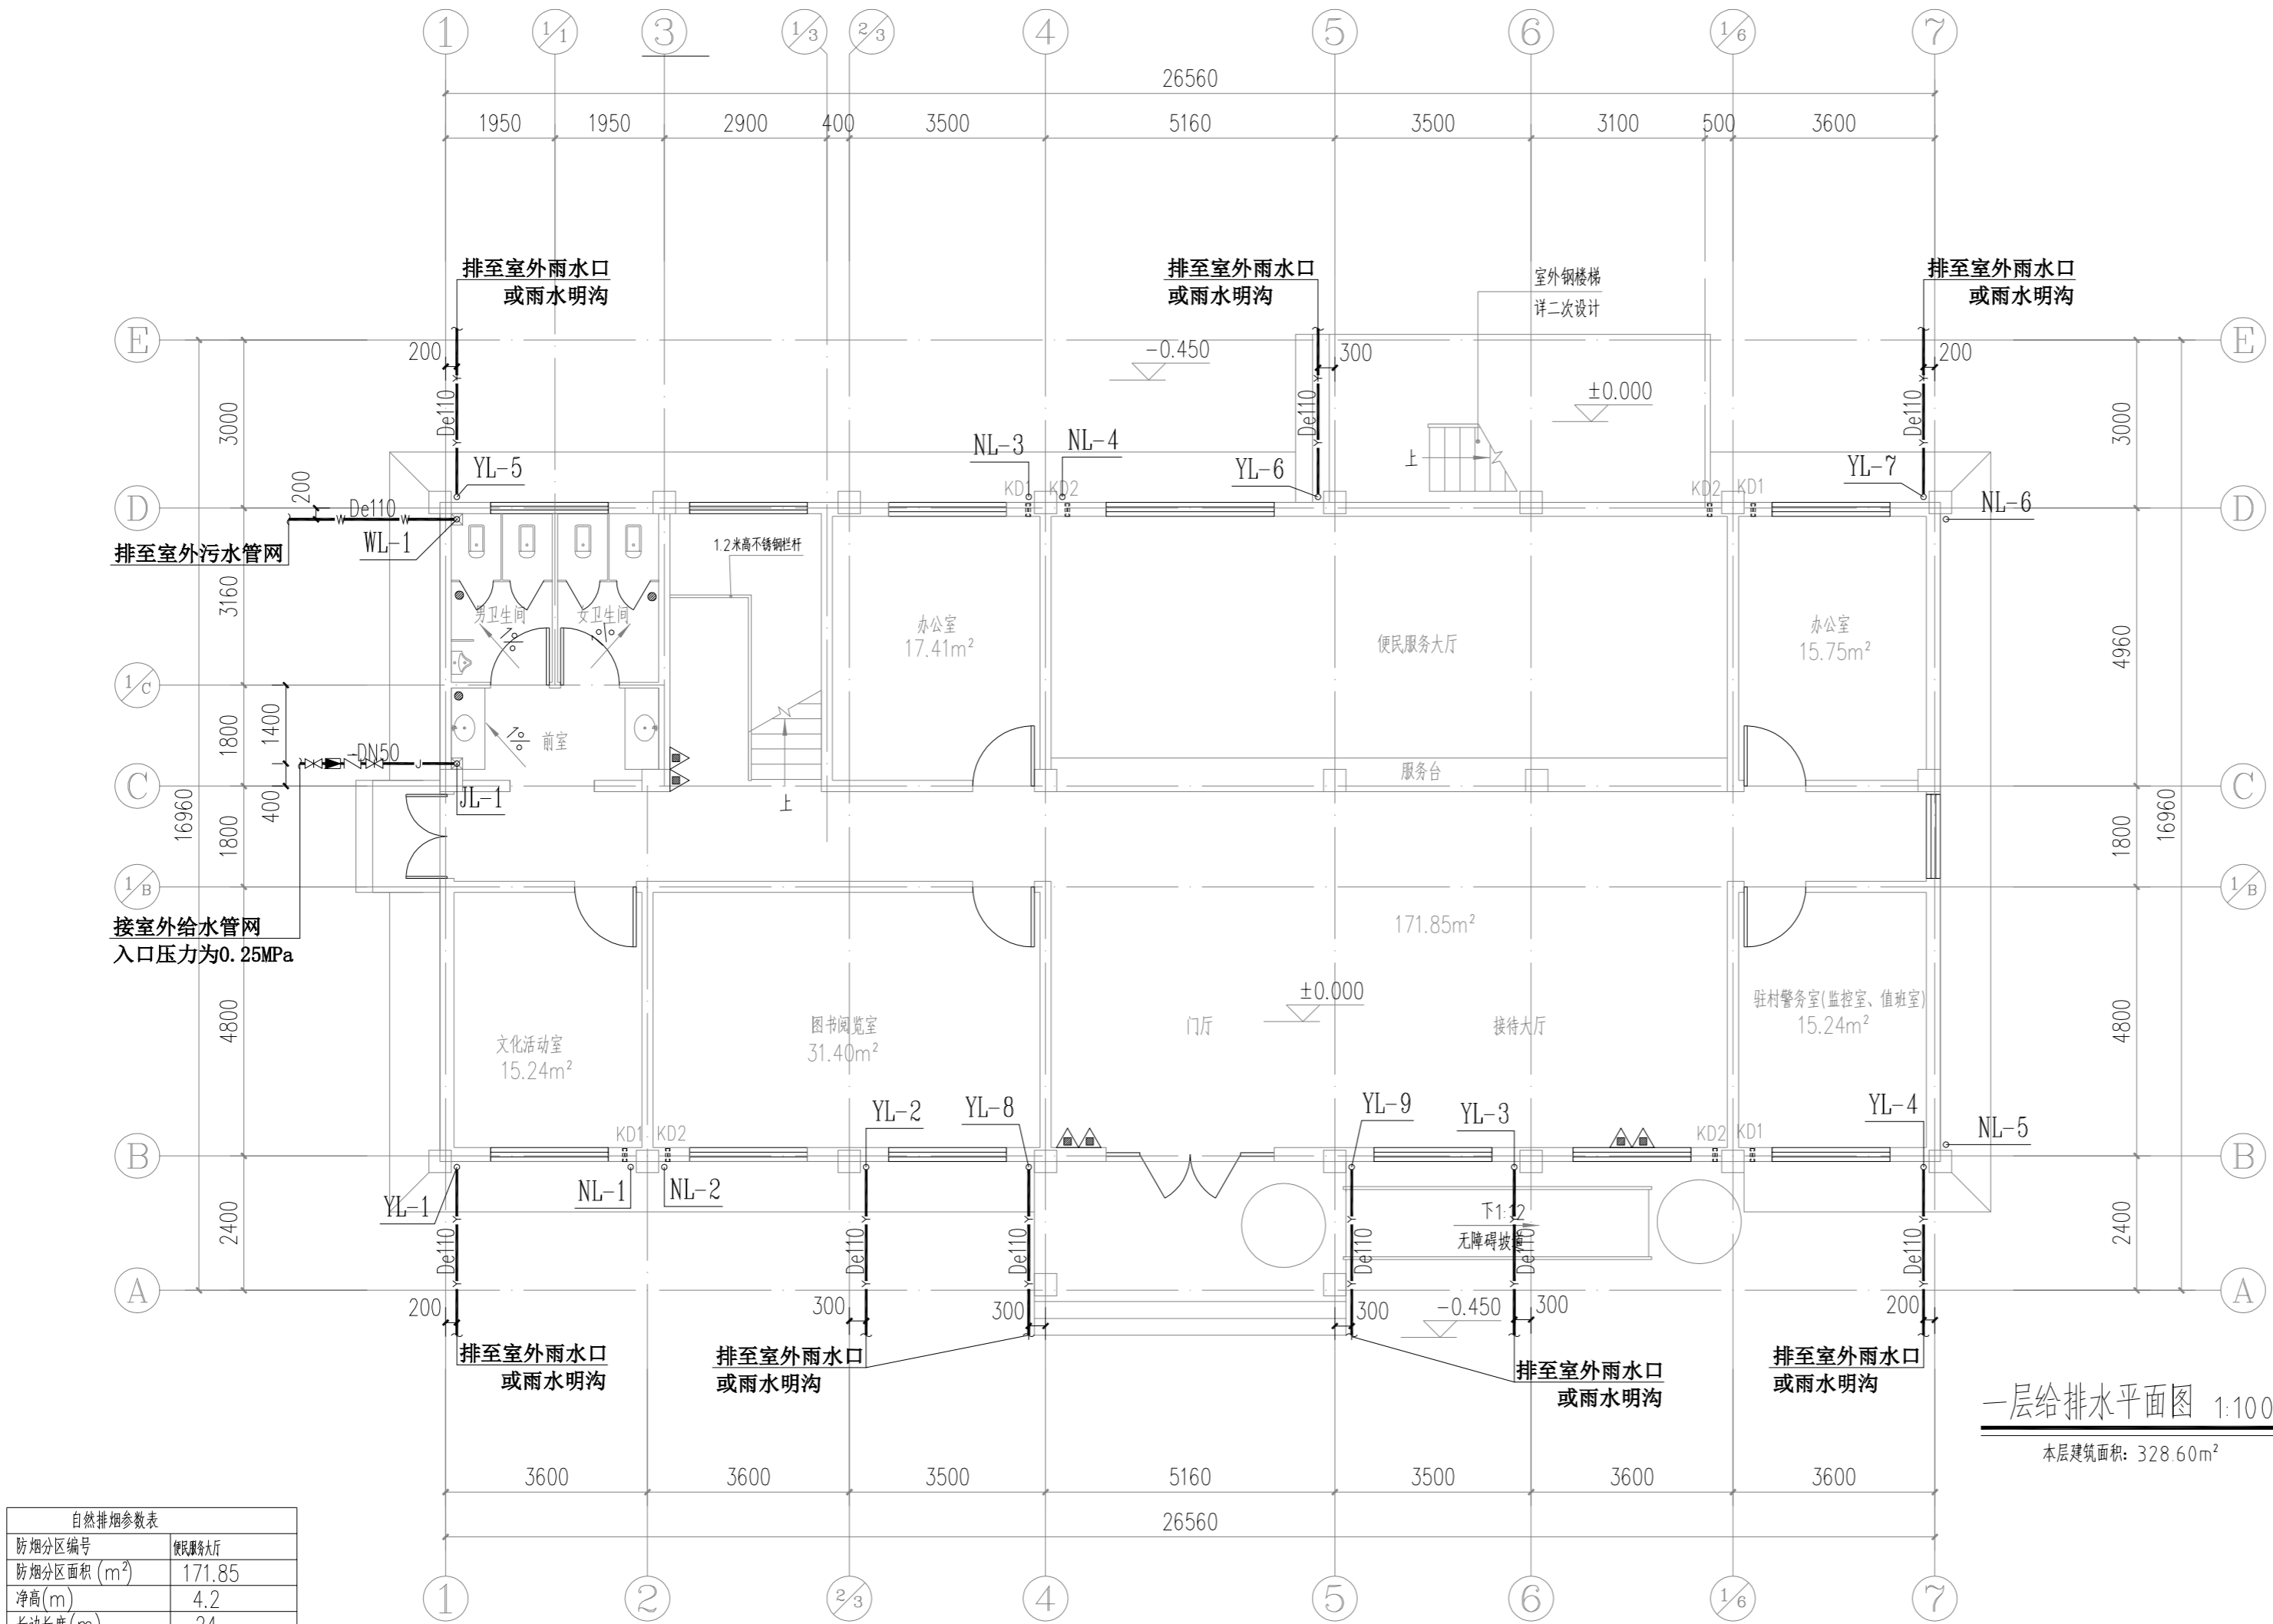 1 1/1 3 1/3 2/3 4 5 6 1/6 7
26560
1950 1950 2900 400 3500 5160 3500 3100 500 3600
排至室外雨水口
或雨水明沟
排至室外雨水口
或雨水明沟
室外钢楼梯
详二次设计
排至室外雨水口
或雨水明沟
E 200 -0.450 300 ±0.000 200 E
3000 De110 De110 De110 3000
NL-3 NL-4
上
YL-5 YL-6 YL-7
200 KD1 KD2 KD2 KD1
D De110 NL-6 D
WL-1
排至室外污水管网
1.2米高不锈钢栏杆
3160
男卫生间 女卫生间
1% 1%
办公室
17.41m²
便民服务大厅
办公室
15.75m²
4960
1/C
1800 1400 1% 前室
DN50 J
服务台
C 400 JL-1 上 C
16960 1800 1800 16960
1/B 1/B
接室外给水管网
入口压力为0.25MPa
171.85m²
±0.000
4800 4800
文化活动室
15.24m²
图书阅览室
31.40m²
门厅 接待大厅
驻村警务室(监控室、值班室)
15.24m²
YL-2 YL-8 YL-9 YL-3 YL-4
KD1 KD2 KD2 KD1 NL-5
B B
YL-1 NL-1 NL-2
2400 2400
下1:12
无障碍坡道
De110 De110 De110 De110 De110 De110
A A
200 300 300 300 -0.450 300 200
排至室外雨水口
或雨水明沟
排至室外雨水口
或雨水明沟
排至室外雨水口
或雨水明沟
排至室外雨水口
或雨水明沟
一层给排水平面图 1:100
本层建筑面积: 328.60m²
3600 3600 3500 5160 3500 3600 3600
26560
1 2 2/3 4 5 6 1/6 7
自然排烟参数表
防烟分区编号 便民服务大厅
防烟分区面积(m²) 171.85
净高(m) 4.2
长边长度(m) 24